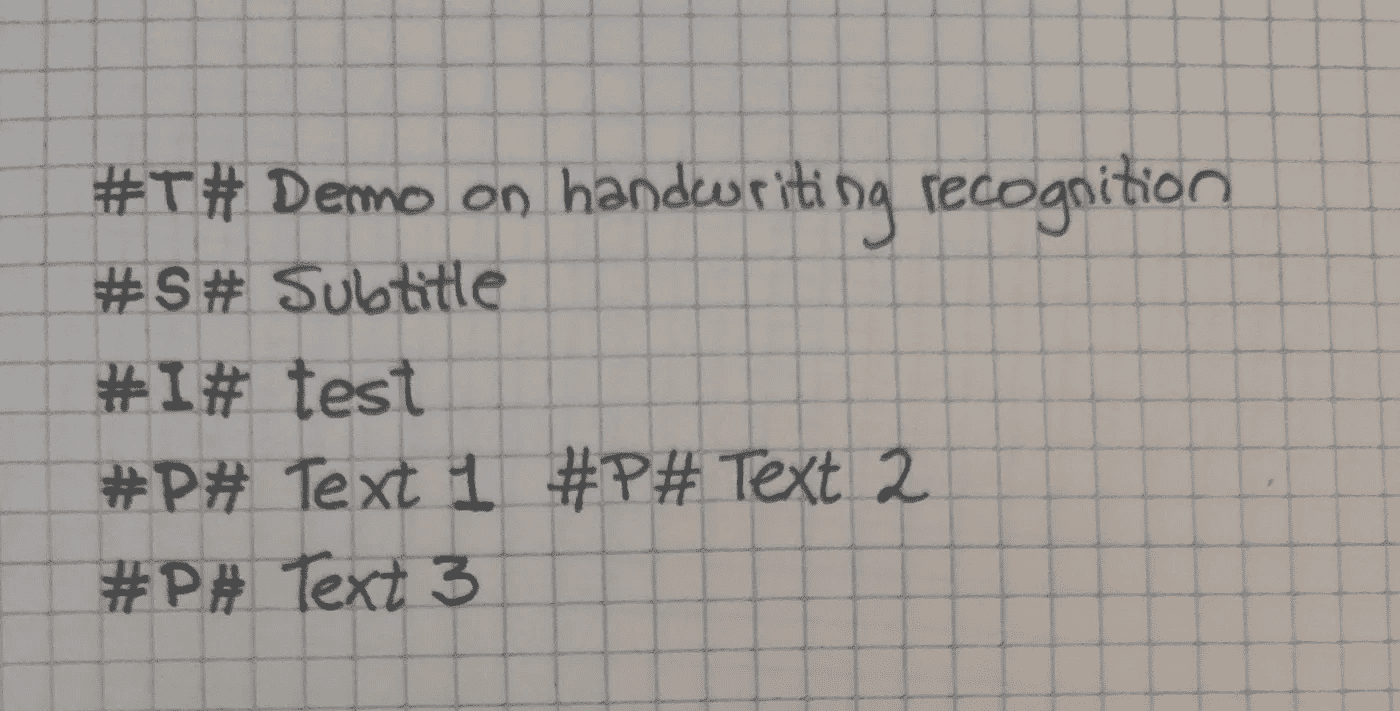 #T# Demo on handwriting recognition
#S# Subtitle
#I# test
#P# Text 1 #P# Text 2
#P# Text 3